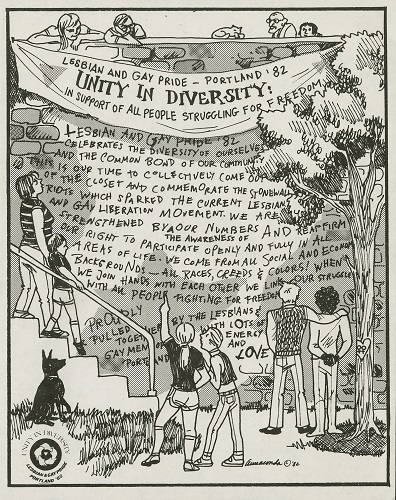 LESBIAN AND GAY PRIDE - PORTLAND '82
UNITY IN DIVERSITY:
IN SUPPORT OF ALL PEOPLE STRUGGLING FOR FREEDOM
LESBIAN AND GAY PRIDE '82
CELEBRATES THE DIVERSITY OF OURSELVES
AND THE COMMON BOND OF OUR COMMUNITY.
THIS IS OUR TIME TO COLLECTIVELY COME OUT
OF THE CLOSET AND COMMEMORATE THE STONEWALL
RIOTS WHICH SPARKED THE CURRENT LESBIAN
AND GAY LIBERATION MOVEMENT. WE ARE
STRENGTHENED BY OUR NUMBERS AND REAFFIRM
THE AWARENESS OF
OUR RIGHT TO PARTICIPATE OPENLY AND FULLY IN ALL
AREAS OF LIFE. WE COME FROM ALL SOCIAL AND ECONOMIC
BACKGROUNDS - ALL RACES, CREEDS & COLORS! WHEN
WE JOIN HANDS WITH EACH OTHER WE LINK OUR STRUGGLE
WITH ALL PEOPLE FIGHTING FOR FREEDOM
PROUDLY
PULLED
TOGETHER BY THE LESBIANS &
GAY MEN OF
PORTLAND
WITH LOTS OF
ENERGY
AND
LOVE
UNITY IN DIVERSITY
LESBIAN & GAY PRIDE
PORTLAND '82
Annaconda ©'82